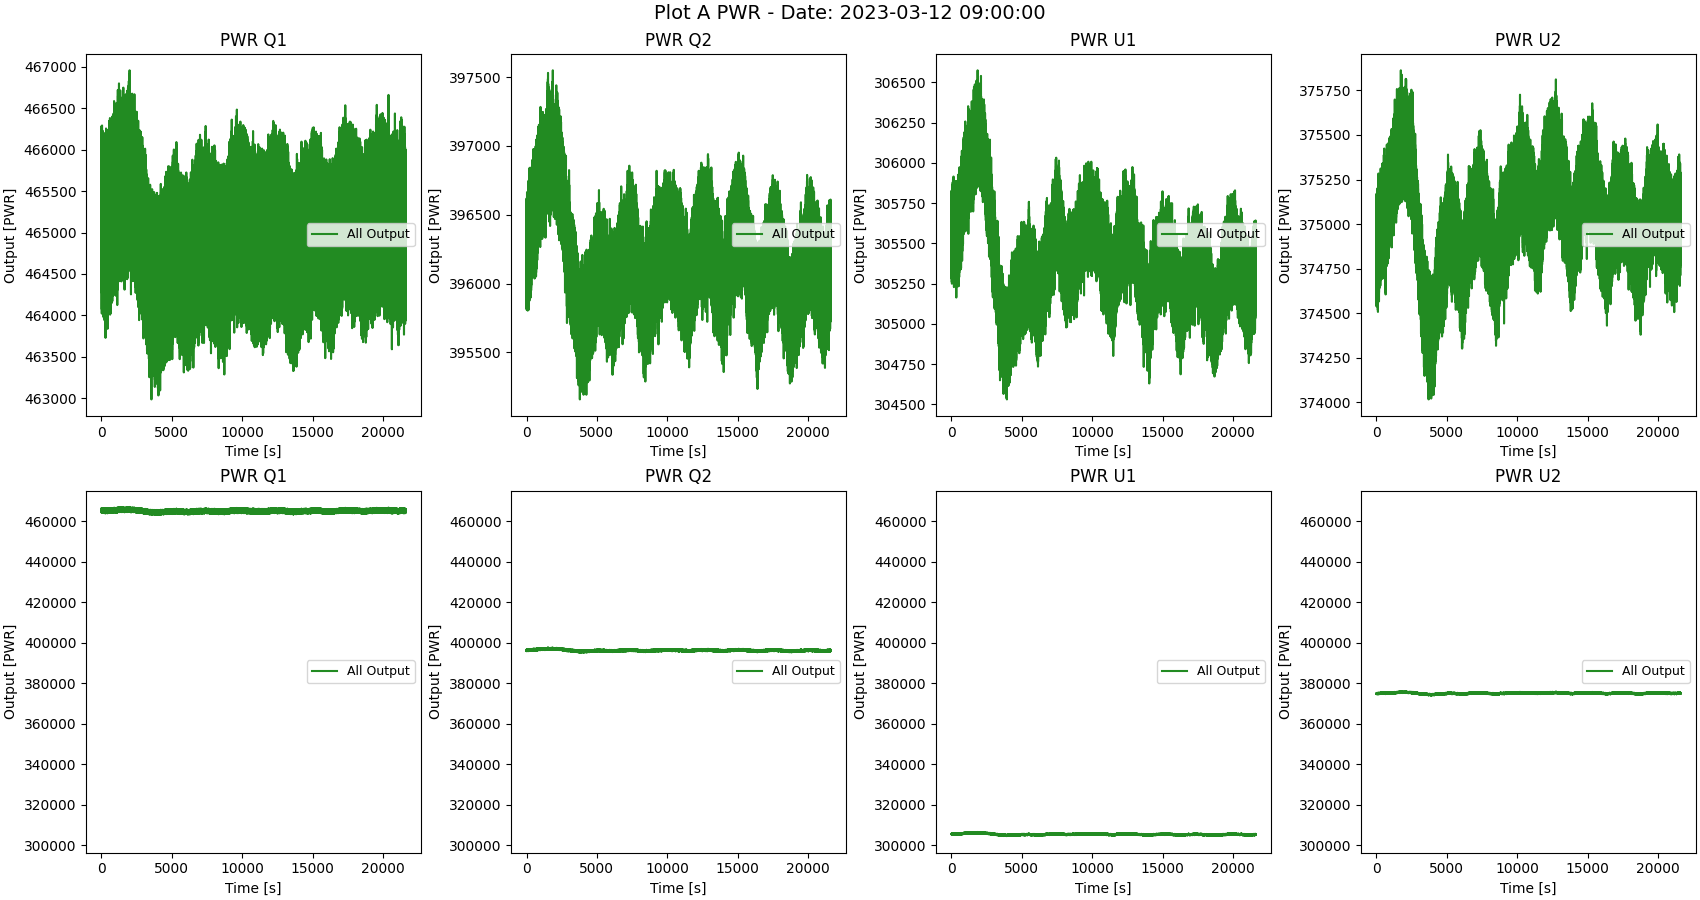 Plot A PWR - Date: 2023-03-12 09:00:00
PWR Q1
467000
466500
466000
465500
465000
464500
464000
463500
463000
Output [PWR]
All Output
0 5000 10000 15000 20000
Time [s]
PWR Q2
397500
397000
396500
396000
395500
Output [PWR]
All Output
0 5000 10000 15000 20000
Time [s]
PWR U1
306500
306250
306000
305750
305500
305250
305000
304750
304500
Output [PWR]
All Output
0 5000 10000 15000 20000
Time [s]
PWR U2
375750
375500
375250
375000
374750
374500
374250
374000
Output [PWR]
All Output
0 5000 10000 15000 20000
Time [s]
PWR Q1
460000
440000
420000
400000
380000
360000
340000
320000
300000
Output [PWR]
All Output
0 5000 10000 15000 20000
Time [s]
PWR Q2
460000
440000
420000
400000
380000
360000
340000
320000
300000
Output [PWR]
All Output
0 5000 10000 15000 20000
Time [s]
PWR U1
460000
440000
420000
400000
380000
360000
340000
320000
300000
Output [PWR]
All Output
0 5000 10000 15000 20000
Time [s]
PWR U2
460000
440000
420000
400000
380000
360000
340000
320000
300000
Output [PWR]
All Output
0 5000 10000 15000 20000
Time [s]